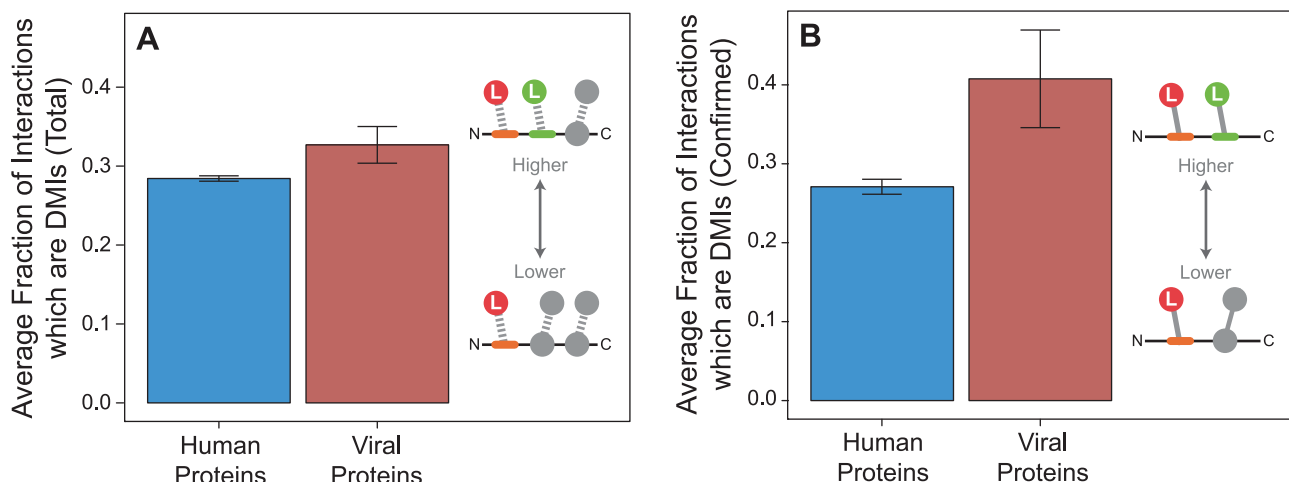 A
Average Fraction of Interactions
which are DMIs (Total)
0.4
0.3
0.2
0.1
0.0
Human
Proteins
Viral
Proteins
L L
N C
Higher
Lower
L
N C
B
Average Fraction of Interactions
which are DMIs (Confirmed)
0.4
0.3
0.2
0.1
0.0
Human
Proteins
Viral
Proteins
L L
N C
Higher
Lower
L
N C